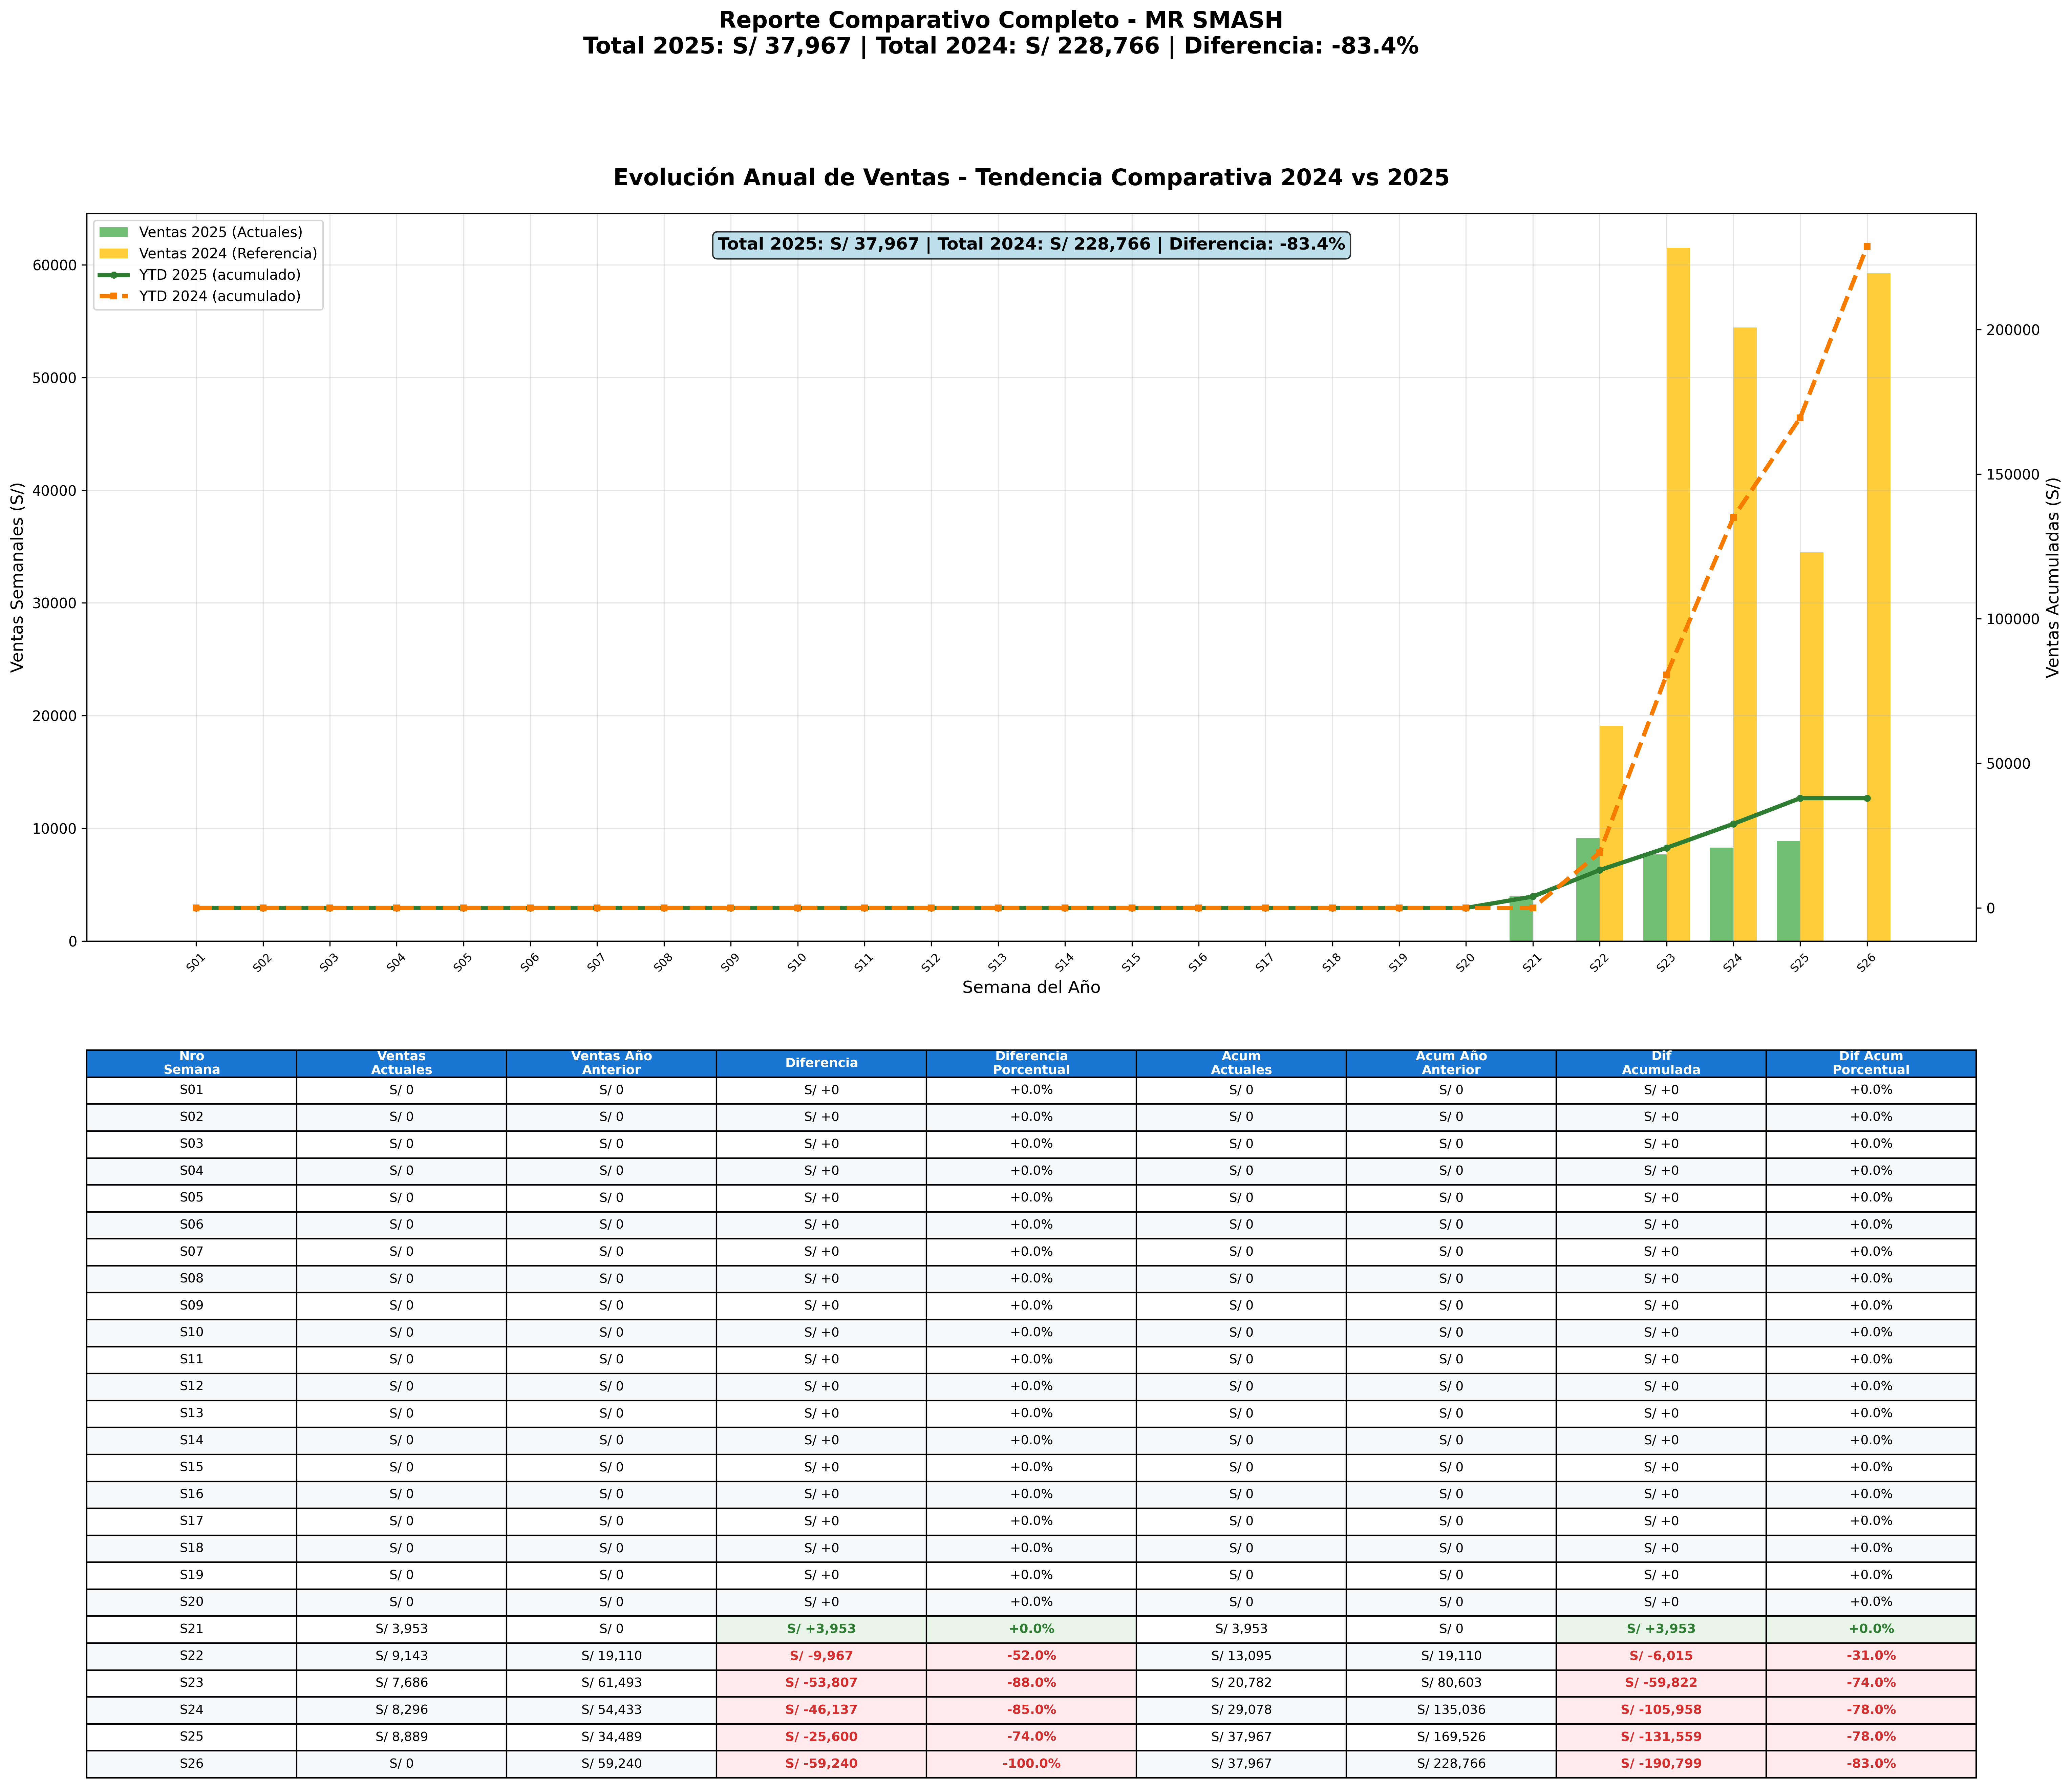 Reporte Comparativo Completo - MR SMASH
Total 2025: S/ 37,967 | Total 2024: S/ 228,766 | Diferencia: -83.4%
Evolución Anual de Ventas - Tendencia Comparativa 2024 vs 2025
Ventas 2025 (Actuales)
Ventas 2024 (Referencia)
YTD 2025 (acumulado)
YTD 2024 (acumulado)
Total 2025: S/ 37,967 | Total 2024: S/ 228,766 | Diferencia: -83.4%
Ventas Semanales (S/)
60000
50000
40000
30000
20000
10000
0
Ventas Acumuladas (S/)
200000
150000
100000
50000
0
S01 S02 S03 S04 S05 S06 S07 S08 S09 S10 S11 S12 S13 S14 S15 S16 S17 S18 S19 S20 S21 S22 S23 S24 S25 S26
Semana del Año
Nro Semana Ventas Actuales Ventas Año Anterior Diferencia Diferencia Porcentual Acum Actuales Acum Año Anterior Dif Acumulada Dif Acum Porcentual
S01 S/ 0 S/ 0 S/ +0 +0.0% S/ 0 S/ 0 S/ +0 +0.0%
S02 S/ 0 S/ 0 S/ +0 +0.0% S/ 0 S/ 0 S/ +0 +0.0%
S03 S/ 0 S/ 0 S/ +0 +0.0% S/ 0 S/ 0 S/ +0 +0.0%
S04 S/ 0 S/ 0 S/ +0 +0.0% S/ 0 S/ 0 S/ +0 +0.0%
S05 S/ 0 S/ 0 S/ +0 +0.0% S/ 0 S/ 0 S/ +0 +0.0%
S06 S/ 0 S/ 0 S/ +0 +0.0% S/ 0 S/ 0 S/ +0 +0.0%
S07 S/ 0 S/ 0 S/ +0 +0.0% S/ 0 S/ 0 S/ +0 +0.0%
S08 S/ 0 S/ 0 S/ +0 +0.0% S/ 0 S/ 0 S/ +0 +0.0%
S09 S/ 0 S/ 0 S/ +0 +0.0% S/ 0 S/ 0 S/ +0 +0.0%
S10 S/ 0 S/ 0 S/ +0 +0.0% S/ 0 S/ 0 S/ +0 +0.0%
S11 S/ 0 S/ 0 S/ +0 +0.0% S/ 0 S/ 0 S/ +0 +0.0%
S12 S/ 0 S/ 0 S/ +0 +0.0% S/ 0 S/ 0 S/ +0 +0.0%
S13 S/ 0 S/ 0 S/ +0 +0.0% S/ 0 S/ 0 S/ +0 +0.0%
S14 S/ 0 S/ 0 S/ +0 +0.0% S/ 0 S/ 0 S/ +0 +0.0%
S15 S/ 0 S/ 0 S/ +0 +0.0% S/ 0 S/ 0 S/ +0 +0.0%
S16 S/ 0 S/ 0 S/ +0 +0.0% S/ 0 S/ 0 S/ +0 +0.0%
S17 S/ 0 S/ 0 S/ +0 +0.0% S/ 0 S/ 0 S/ +0 +0.0%
S18 S/ 0 S/ 0 S/ +0 +0.0% S/ 0 S/ 0 S/ +0 +0.0%
S19 S/ 0 S/ 0 S/ +0 +0.0% S/ 0 S/ 0 S/ +0 +0.0%
S20 S/ 0 S/ 0 S/ +0 +0.0% S/ 0 S/ 0 S/ +0 +0.0%
S21 S/ 3,953 S/ 0 S/ +3,953 +0.0% S/ 3,953 S/ 0 S/ +3,953 +0.0%
S22 S/ 9,143 S/ 19,110 S/ -9,967 -52.0% S/ 13,095 S/ 19,110 S/ -6,015 -31.0%
S23 S/ 7,686 S/ 61,493 S/ -53,807 -88.0% S/ 20,782 S/ 80,603 S/ -59,822 -74.0%
S24 S/ 8,296 S/ 54,433 S/ -46,137 -85.0% S/ 29,078 S/ 135,036 S/ -105,958 -78.0%
S25 S/ 8,889 S/ 34,489 S/ -25,600 -74.0% S/ 37,967 S/ 169,526 S/ -131,559 -78.0%
S26 S/ 0 S/ 59,240 S/ -59,240 -100.0% S/ 37,967 S/ 228,766 S/ -190,799 -83.0%